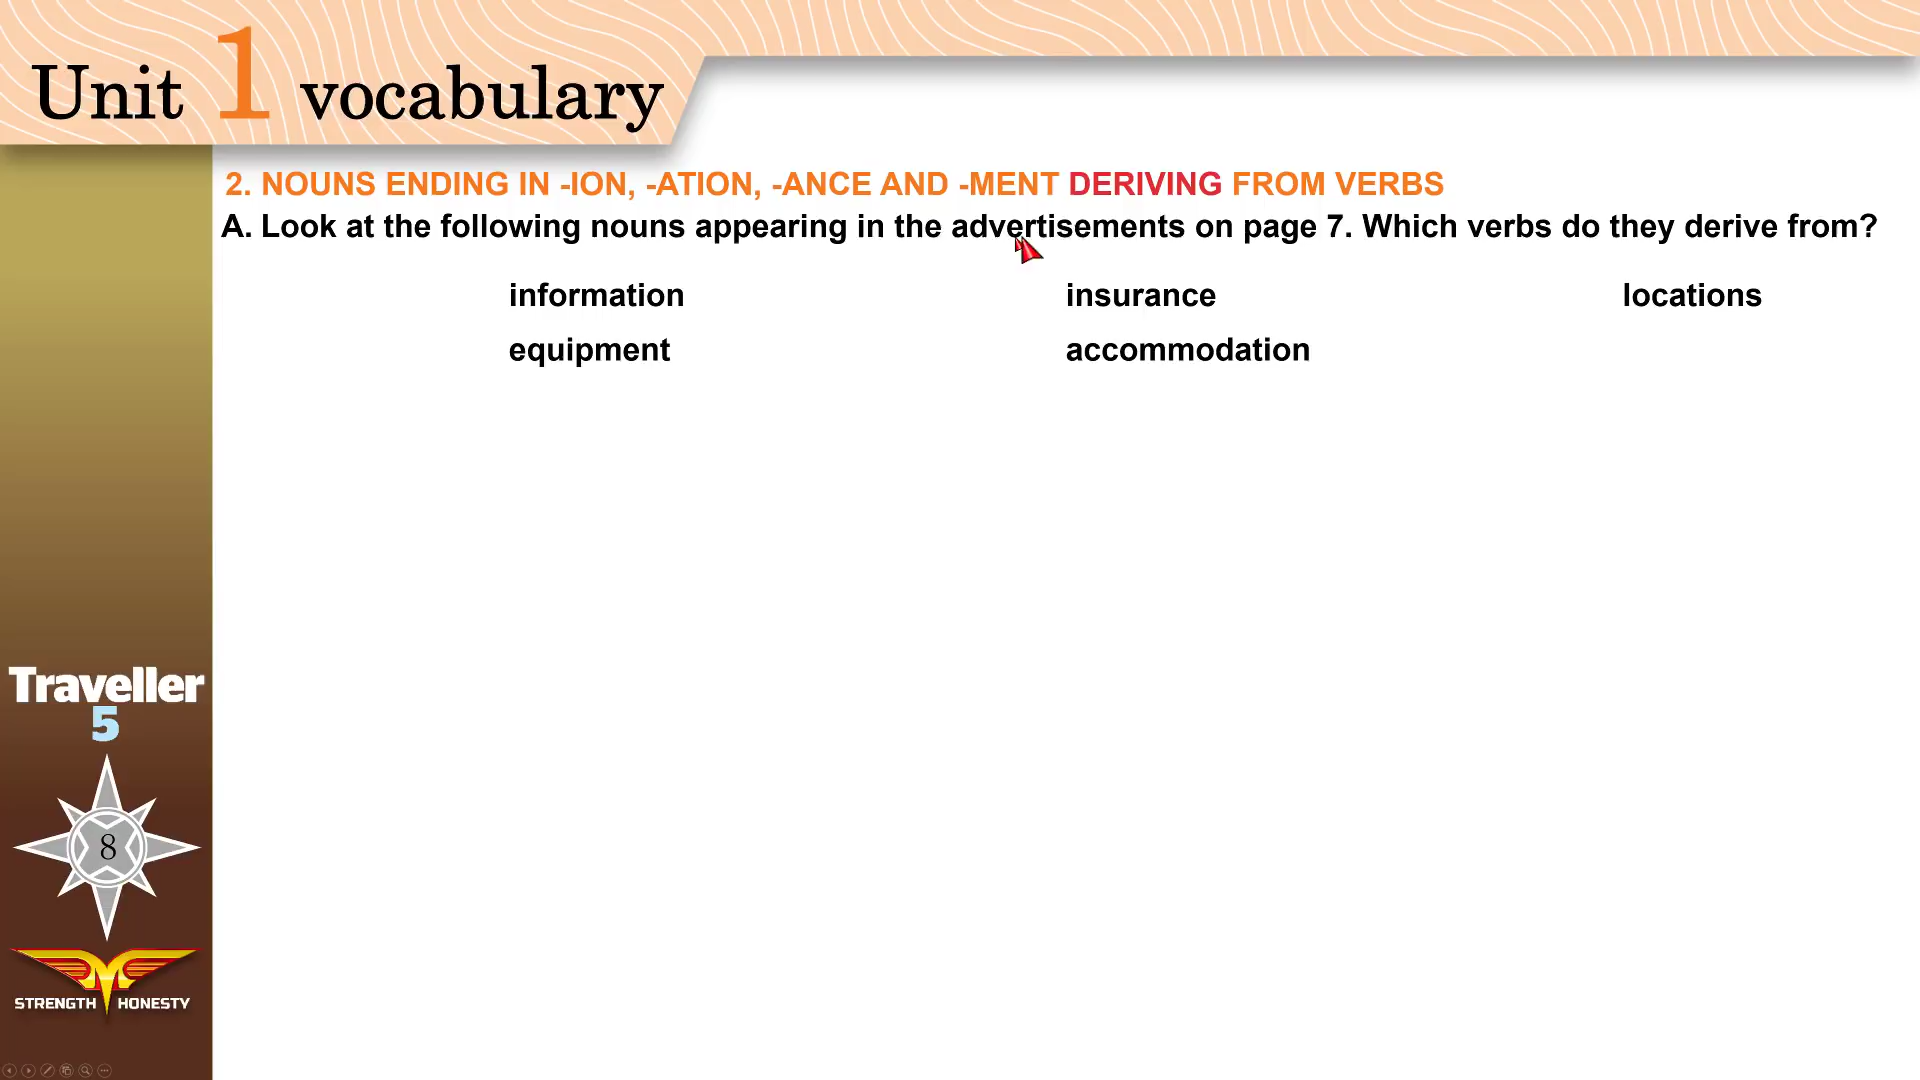 Unit 1 vocabulary
2. NOUNS ENDING IN -ION, -ATION, -ANCE AND -MENT DERIVING FROM VERBS
A. Look at the following nouns appearing in the advertisements on page 7. Which verbs do they derive from?
information insurance locations
equipment accommodation
Traveller
5
8
STRENGTH HONESTY